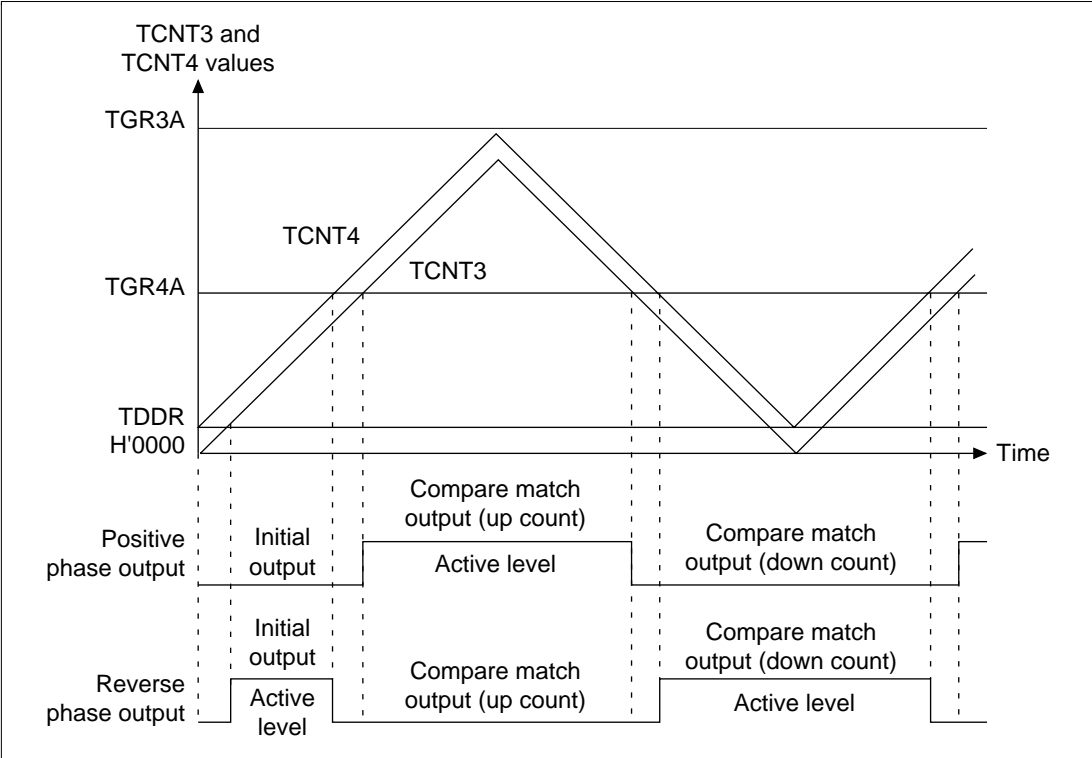 TCNT3 and
TCNT4 values
TGR3A
TCNT4
TCNT3
TGR4A
TDDR
H'0000
Time
Compare match
output (up count)
Positive
phase output
Initial
output
Active level
Compare match
output (down count)
Initial
output
Reverse
phase output
Active
level
Compare match
output (up count)
Compare match
output (down count)
Active level